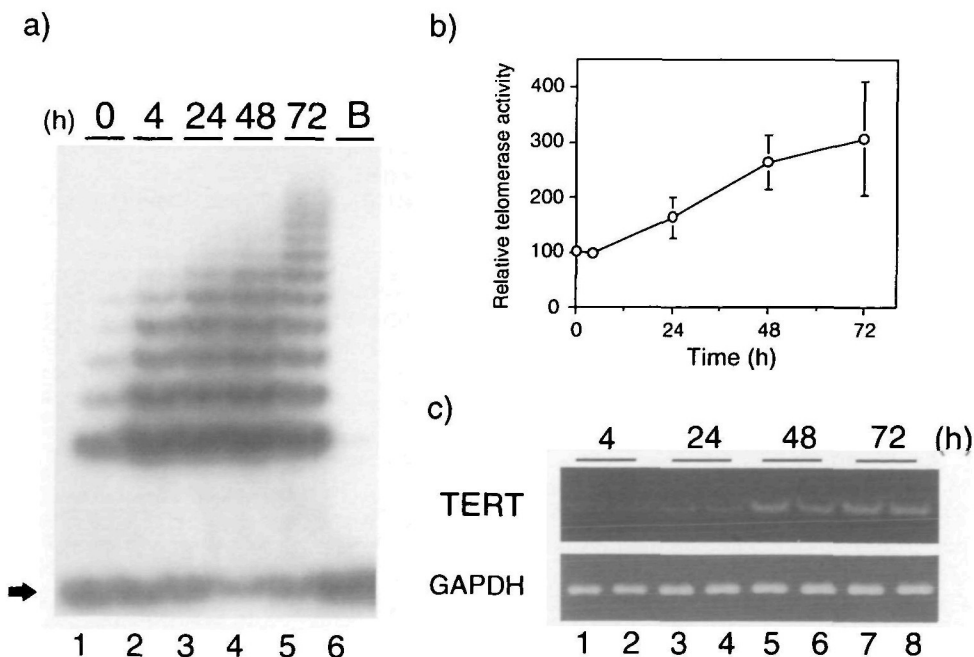 a)
(h) 0 4 24 48 72 B
1 2 3 4 5 6
b)
Relative telomerase activity
400
300
200
100
0
0 24 48 72
Time (h)
c)
4 24 48 72 (h)
TERT
GAPDH
1 2 3 4 5 6 7 8